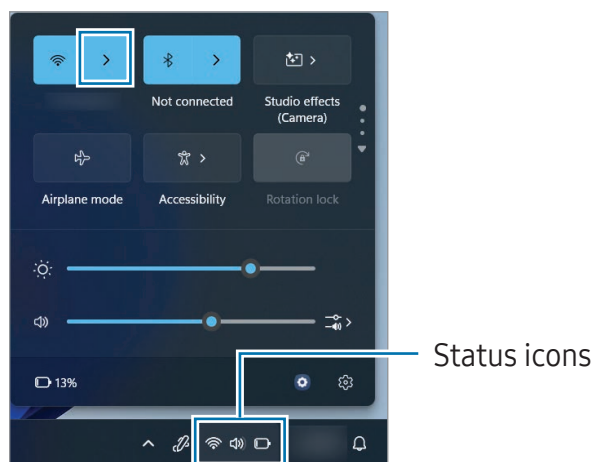 Not connected
Studio effects
(Camera)
Airplane mode
Accessibility
Rotation lock
13%
Status icons